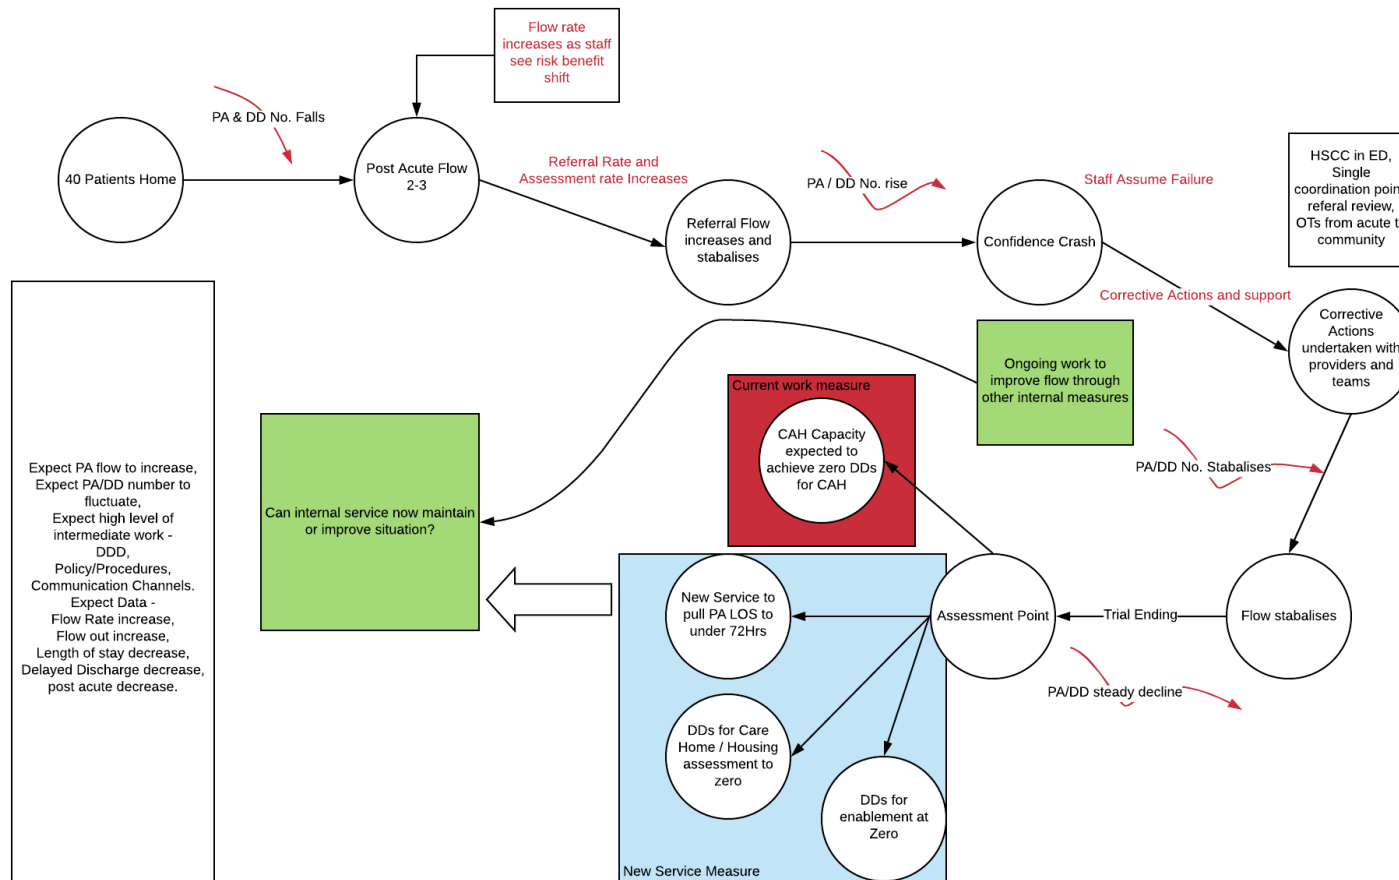 Flow rate
increases as staff
see risk benefit
shift
PA & DD No. Falls
40 Patients Home
Post Acute Flow
2-3
Referral Rate and
Assessment rate Increases
Referral Flow
increases and
stabalises
PA / DD No. rise
Staff Assume Failure
Confidence Crash
HSCC in ED,
Single
coordination poin
referal review,
OTs from acute t
community
Corrective Actions and support
Corrective
Actions
undertaken with
providers and
teams
Ongoing work to
improve flow through
other internal measures
Current work measure
CAH Capacity
expected to
achieve zero DDs
for CAH
PA/DD No. Stabalises
Expect PA flow to increase,
Expect PA/DD number to
fluctuate,
Expect high level of
intermediate work -
DDD,
Policy/Procedures,
Communication Channels.
Expect Data -
Flow Rate increase,
Flow out increase,
Length of stay decrease,
Delayed Discharge decrease,
post acute decrease.
Can internal service now maintain
or improve situation?
New Service to
pull PA LOS to
under 72Hrs
Assessment Point
Trial Ending
Flow stabalises
PA/DD steady decline
DDs for Care
Home / Housing
assessment to
zero
DDs for
enablement at
Zero
New Service Measure